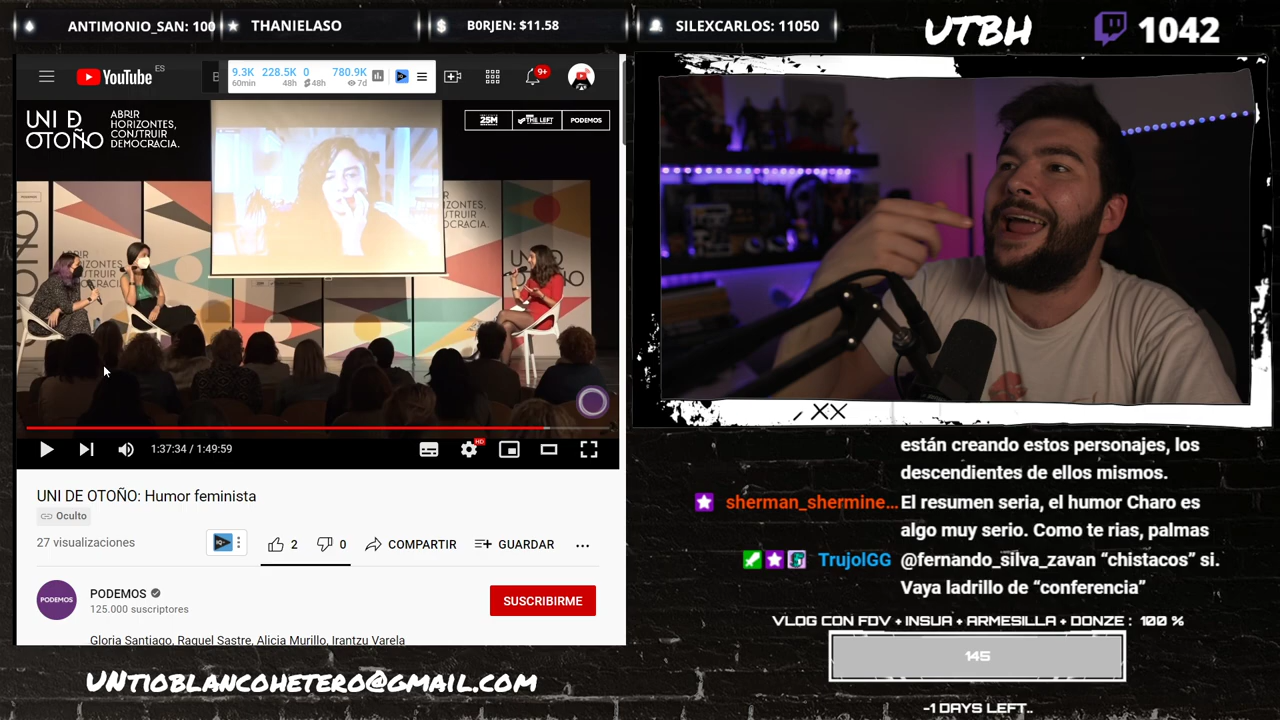 ANTIMONIO_SAN: 100
THANIELASO
B0RJEN: $11.58
SILEXCARLOS: 11050
UTBH
1042
YouTube ES
B
9.3K 228.5K 0 780.9K
60min 48h 48h 7d
9+
UNI D
OTOÑO
ABRIR
HORIZONTES,
CONSTRUIR
DEMOCRACIA.
25M
THE LEFT
PODEMOS
1:37:34 / 1:49:59
HD
UNI DE OTOÑO: Humor feminista
Oculto
27 visualizaciones
IQ
2
0
COMPARTIR
GUARDAR
PODEMOS
PODEMOS
125.000 suscriptores
SUSCRIBIRME
Gloria Santiago, Raquel Sastre, Alicia Murillo, Irantzu Varela
UNTIOBLANCOHETERO@GMAIL.COM
XX
están creando estos personajes, los
descendientes de ellos mismos.
sherman_shermine... El resumen seria, el humor Charo es
algo muy serio. Como te rias, palmas
TrujolGG @fernando_silva_zavan “chistacos” si.
Vaya ladrillo de “conferencia”
VLOG CON FDV + INSUA + ARMESILLA + DONZE : 100 %
145
-1 DAYS LEFT..